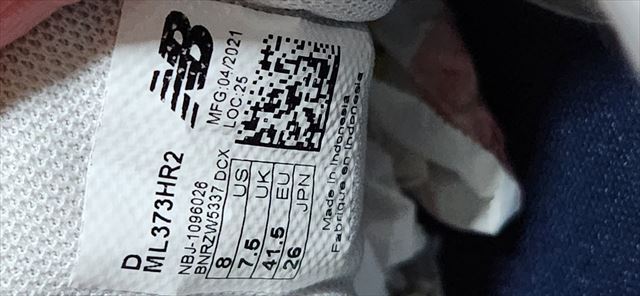 NB
MFG:04/2021
LOC:25
D
ML373HR2
NBJ-1096026
BNRZW5337 DCX
8 US
7.5 UK
41.5 EU
26 JPN
Made in Indonesia
Fabriqué en Indonésie